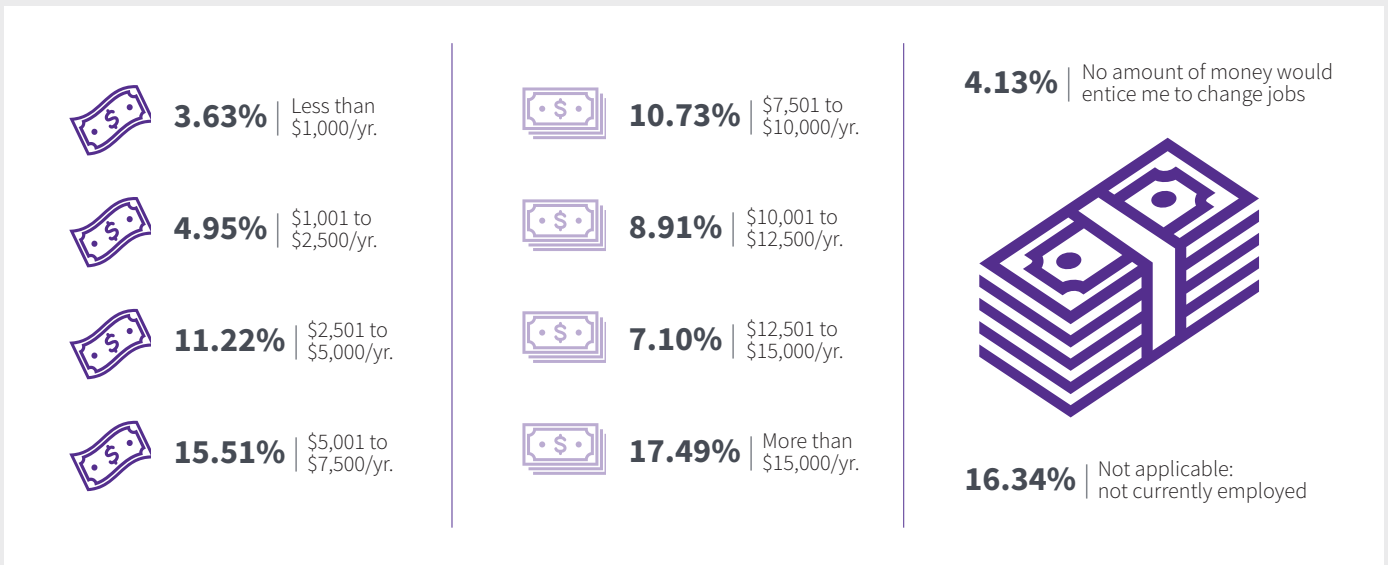 3.63%
Less than
$1,000/yr.
4.95%
$1,001 to
$2,500/yr.
11.22%
$2,501 to
$5,000/yr.
15.51%
$5,001 to
$7,500/yr.
10.73%
$7,501 to
$10,000/yr.
8.91%
$10,001 to
$12,500/yr.
7.10%
$12,501 to
$15,000/yr.
17.49%
More than
$15,000/yr.
4.13%
No amount of money would
entice me to change jobs
16.34%
Not applicable:
not currently employed